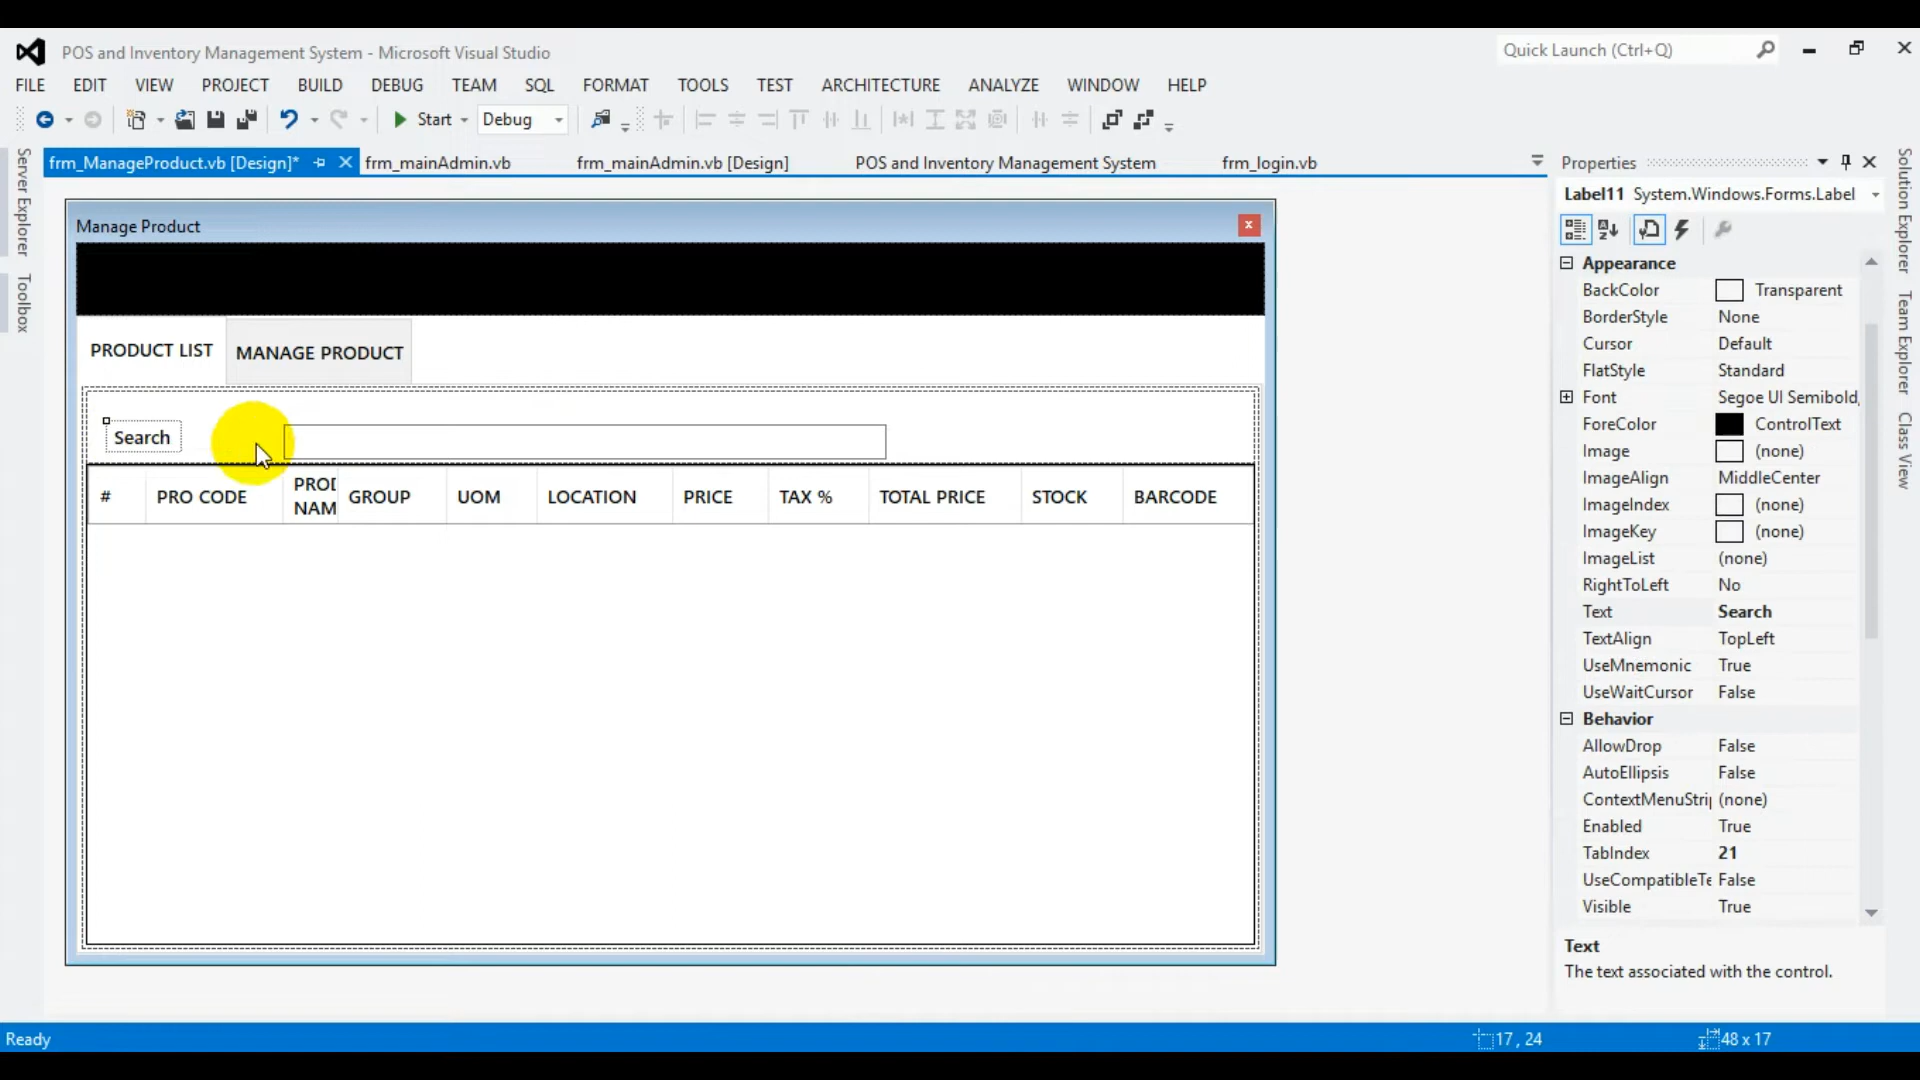 POS and Inventory Management System - Microsoft Visual Studio
Quick Launch (Ctrl+Q)
FILE EDIT VIEW PROJECT BUILD DEBUG TEAM SQL FORMAT TOOLS TEST ARCHITECTURE ANALYZE WINDOW HELP
Start Debug
frm_ManageProduct.vb [Design]* frm_mainAdmin.vb frm_mainAdmin.vb [Design] POS and Inventory Management System frm_login.vb
Server Explorer
Toolbox
Manage Product
PRODUCT LIST MANAGE PRODUCT
Search
# PRO CODE PROD NAM GROUP UOM LOCATION PRICE TAX % TOTAL PRICE STOCK BARCODE
Properties
Label11 System.Windows.Forms.Label
Appearance
BackColor Transparent
BorderStyle None
Cursor Default
FlatStyle Standard
Font Segoe UI Semibold,
ForeColor ControlText
Image (none)
ImageAlign MiddleCenter
ImageIndex (none)
ImageKey (none)
ImageList (none)
RightToLeft No
Text Search
TextAlign TopLeft
UseMnemonic True
UseWaitCursor False
Behavior
AllowDrop False
AutoEllipsis False
ContextMenuStrip (none)
Enabled True
TabIndex 21
UseCompatibleTe False
Visible True
Text
The text associated with the control.
Solution Explorer
Team Explorer
Class View
Ready 17 , 24 48 x 17